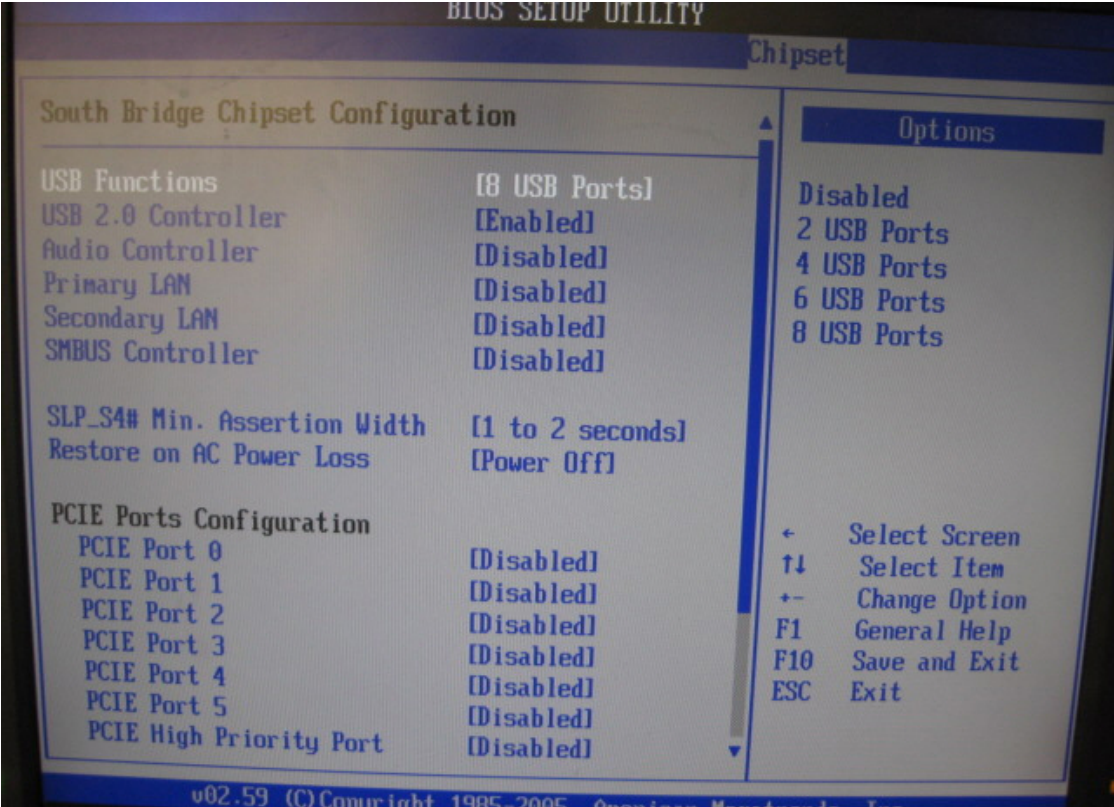 BIOS SETUP UTILITY
Chipset
South Bridge Chipset Configuration
USB Functions [8 USB Ports]
USB 2.0 Controller [Enabled]
Audio Controller [Disabled]
Primary LAN [Disabled]
Secondary LAN [Disabled]
SMBUS Controller [Disabled]
SLP_S4# Min. Assertion Width [1 to 2 seconds]
Restore on AC Power Loss [Power Off]
PCIE Ports Configuration
PCIE Port 0 [Disabled]
PCIE Port 1 [Disabled]
PCIE Port 2 [Disabled]
PCIE Port 3 [Disabled]
PCIE Port 4 [Disabled]
PCIE Port 5 [Disabled]
PCIE High Priority Port [Disabled]
Options
Disabled
2 USB Ports
4 USB Ports
6 USB Ports
8 USB Ports
← Select Screen
↑↓ Select Item
+- Change Option
F1 General Help
F10 Save and Exit
ESC Exit
v02.59 (C)Copyright 1985-2005, American Megatrends, Inc.